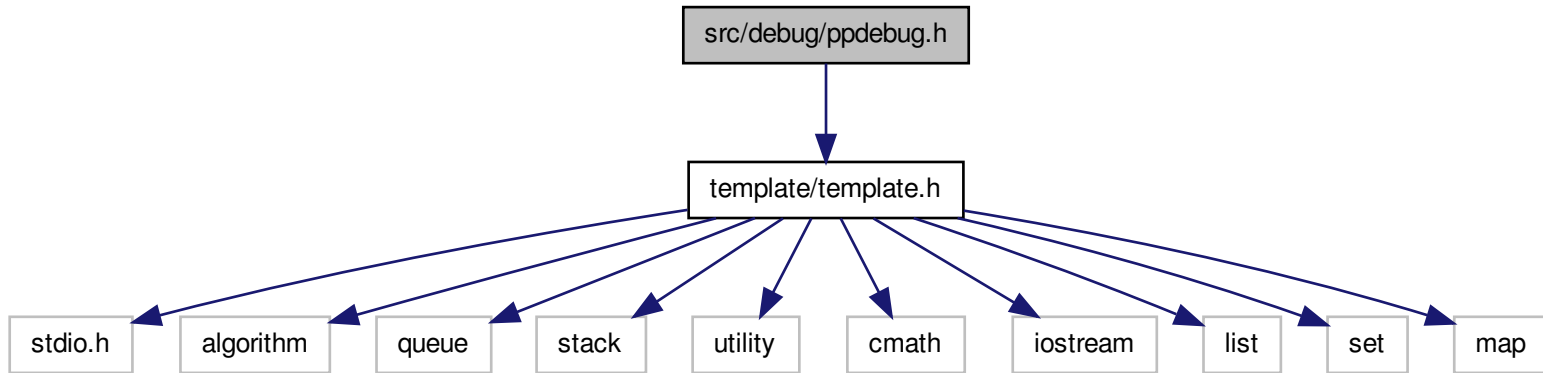 src/debug/ppdebug.h
template/template.h
stdio.h
algorithm
queue
stack
utility
cmath
iostream
list
set
map